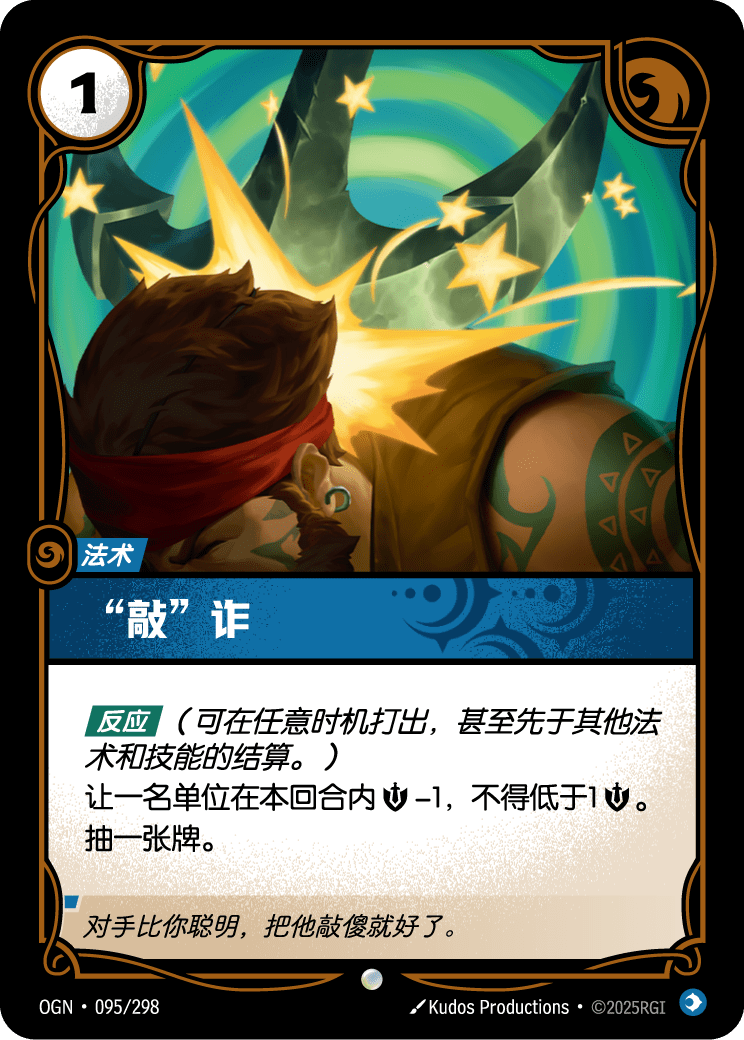 1
法术
“敲”诈
反应（可在任意时机打出，甚至先于其他法
术和技能的结算。）
让一名单位在本回合内 -1，不得低于1 。
抽一张牌。
对手比你聪明，把他敲傻就好了。
OGN • 095/298
Kudos Productions • ©2025RGI